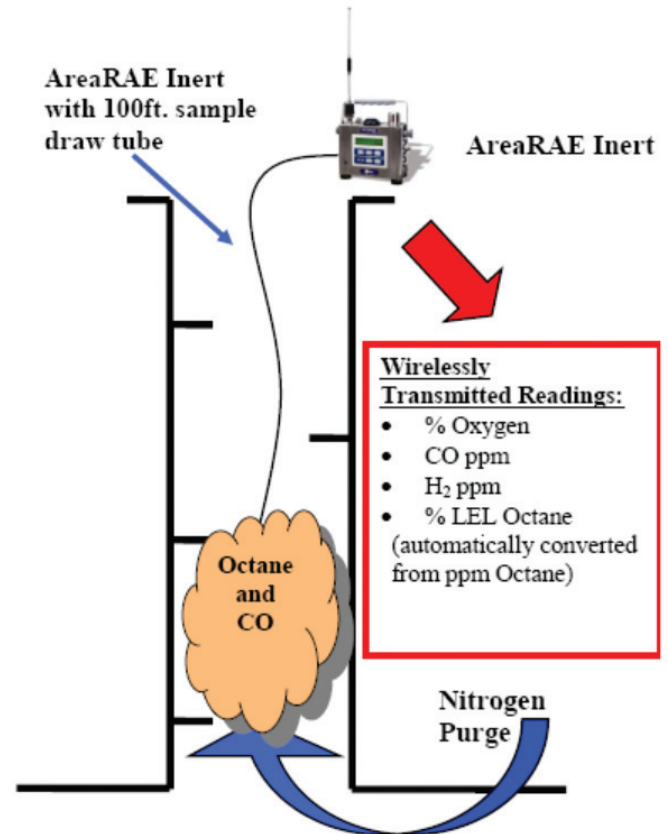 AreaRAE Inert
with 100ft. sample
draw tube
AreaRAE Inert
Wirelessly
Transmitted Readings:
• % Oxygen
• CO ppm
• H₂ ppm
• % LEL Octane
(automatically converted
from ppm Octane)
Octane
and
CO
Nitrogen
Purge